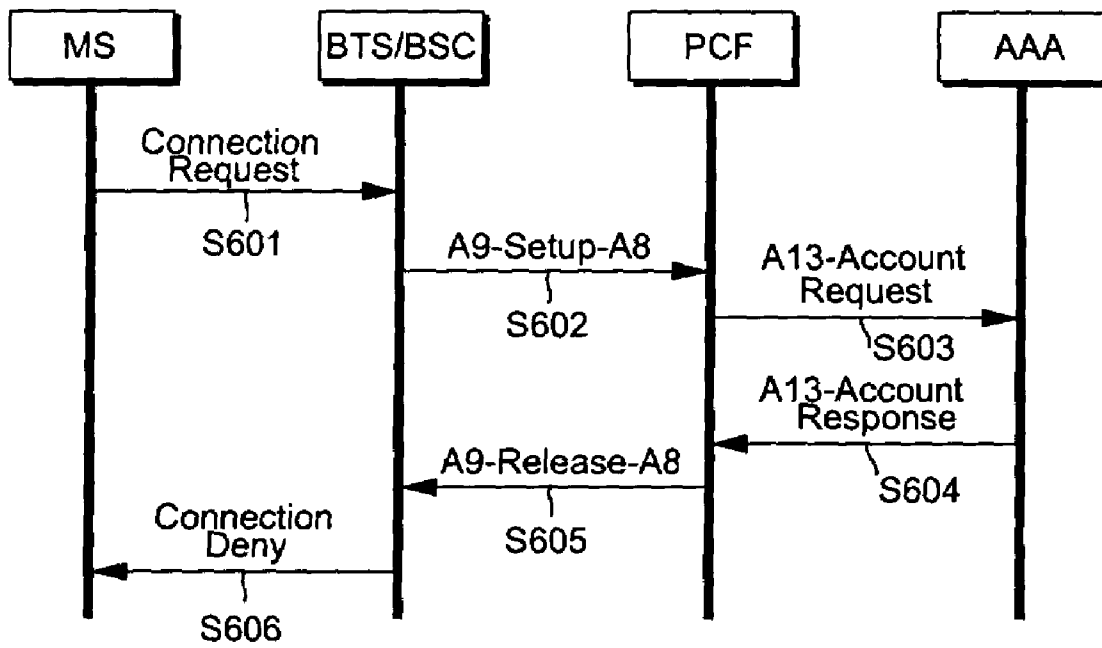 MS
BTS/BSC
PCF
AAA
Connection
Request
S601
A9-Setup-A8
S602
A13-Account
Request
S603
A13-Account
Response
S604
A9-Release-A8
S605
Connection
Deny
S606